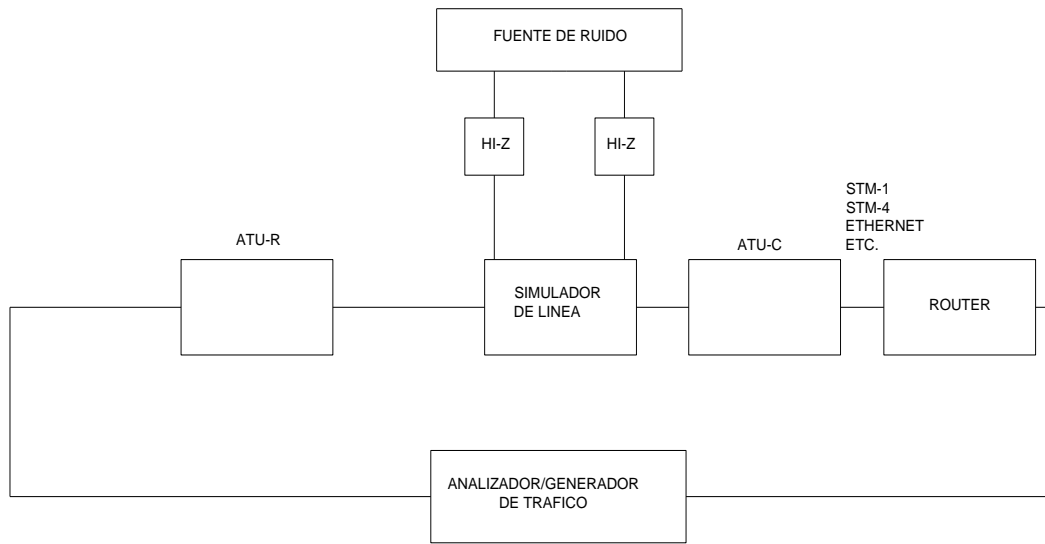 FUENTE DE RUIDO
HI-Z
HI-Z
STM-1
STM-4
ETHERNET
ETC.
ATU-R
ATU-C
SIMULADOR
DE LINEA
ROUTER
ANALIZADOR/GENERADOR
DE TRAFICO